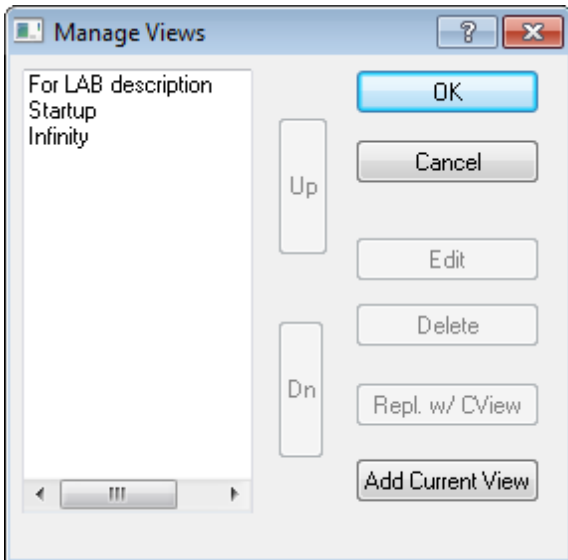 Manage Views
For LAB description
Startup
Infinity
Up
Dn
OK
Cancel
Edit
Delete
Repl. w/ CView
Add Current View